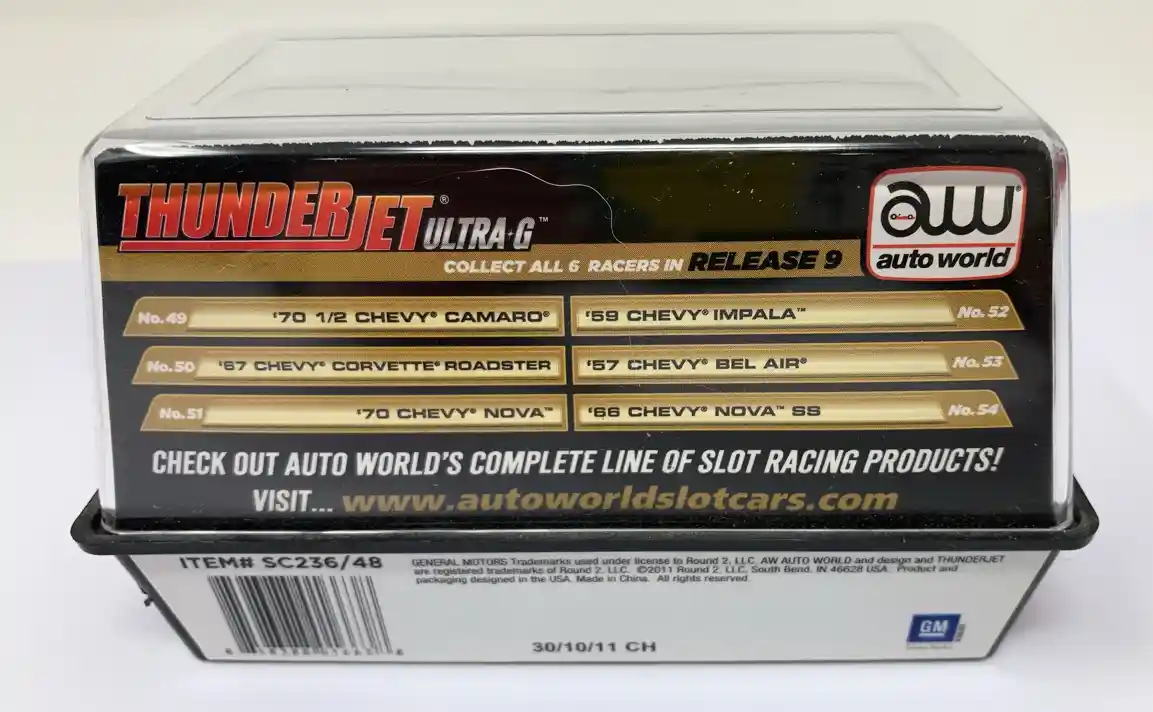 THUNDERJET® ULTRA-G™
aw®
auto world
COLLECT ALL 6 RACERS IN RELEASE 9
No.49 '70 1/2 CHEVY® CAMARO®
'59 CHEVY® IMPALA™ No.52
No.50 '67 CHEVY® CORVETTE® ROADSTER
'57 CHEVY® BEL AIR® No.53
No.51 '70 CHEVY® NOVA™
'66 CHEVY® NOVA™ SS No.54
CHECK OUT AUTO WORLD'S COMPLETE LINE OF SLOT RACING PRODUCTS!
VISIT... www.autoworldslotcars.com
ITEM# SC236/48
GENERAL MOTORS Trademarks used under license to Round 2, LLC. AW AUTO WORLD and design and THUNDERJET
are registered trademarks of Round 2, LLC. ©2011 Round 2, LLC, South Bend, IN 46628 USA. Product and
packaging designed in the USA. Made in China. All rights reserved.
30/10/11 CH
GM